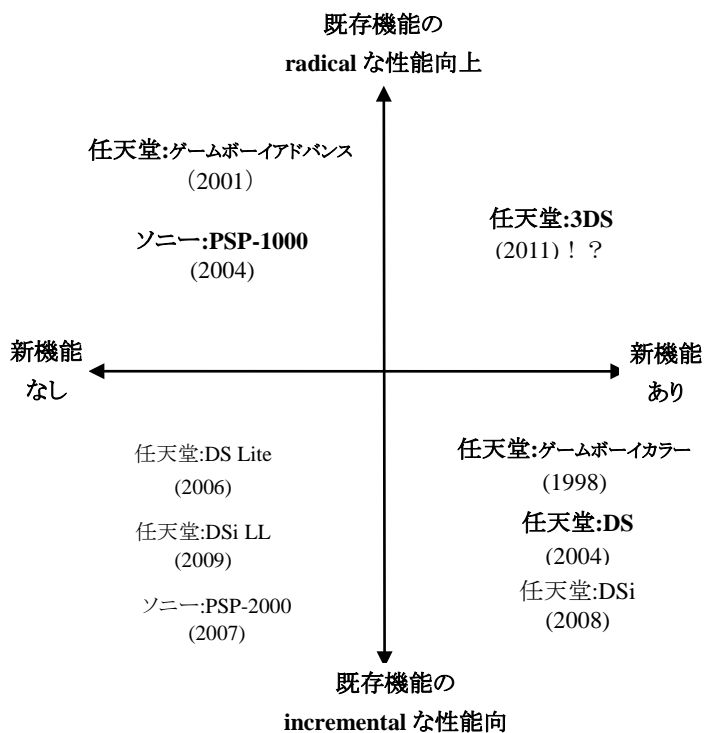 既存機能の
radical な性能向上
任天堂:ゲームボーイアドバンス
（2001）
ソニー:PSP-1000
(2004)
任天堂:3DS
(2011)！？
新機能
なし
新機能
あり
任天堂:DS Lite
(2006)
任天堂:DSi LL
(2009)
ソニー:PSP-2000
(2007)
任天堂:ゲームボーイカラー
(1998)
任天堂:DS
(2004)
任天堂:DSi
(2008)
既存機能の
incremental な性能向